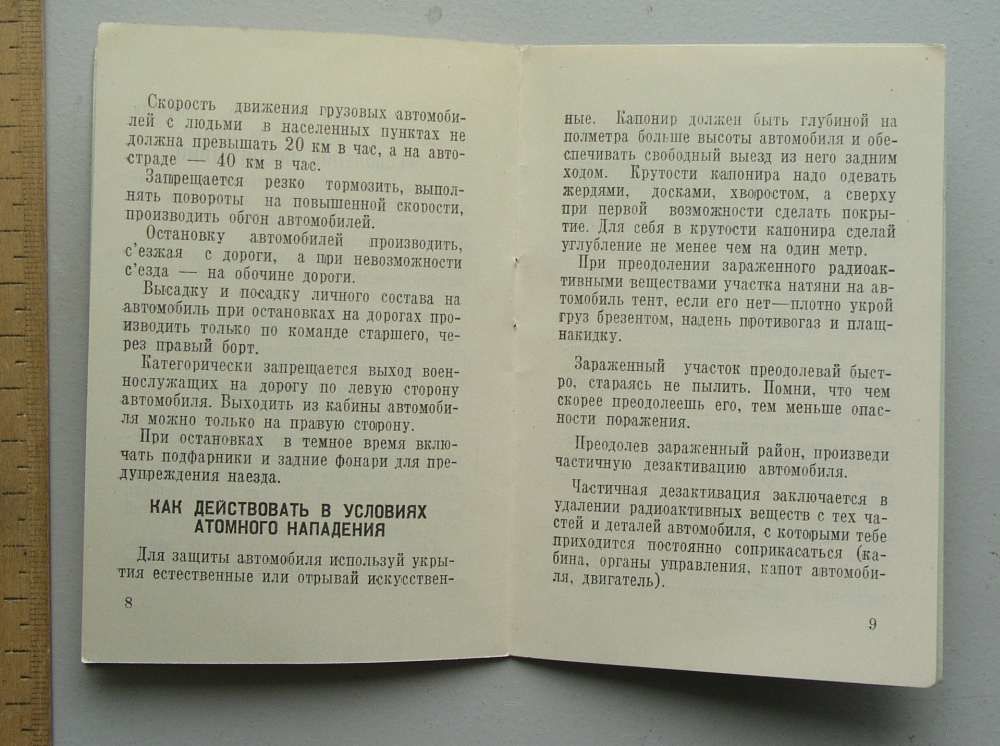 Скорость движения грузовых автомоби-
лей с людьми в населенных пунктах не
должна превышать 20 км в час, а на авто-
страде — 40 км в час.
Запрещается резко тормозить, выпол-
нять повороты на повышенной скорости,
производить обгон автомобилей.
Остановку автомобилей производить,
с'езжая с дороги, а при невозможности
с'езда — на обочине дороги.
Высадку и посадку личного состава на
автомобиль при остановках на дорогах про-
изводить только по команде старшего, че-
рез правый борт.
Категорически запрещается выход воен-
нослужащих на дорогу по левую сторону
автомобиля. Выходить из кабины автомоби-
ля можно только на правую сторону.
При остановках в темное время вклю-
чать подфарники и задние фонари для пре-
дупреждения наезда.
КАК ДЕЙСТВОВАТЬ В УСЛОВИЯХ
АТОМНОГО НАПАДЕНИЯ
Для защиты автомобиля используй укры-
тия естественные или отрывай искусствен-
8
ные. Капонир должен быть глубиной на
полметра больше высоты автомобиля и обе-
спечивать свободный выезд из него задним
ходом. Крутости капонира надо одевать
жердями, досками, хворостом, а сверху
при первой возможности сделать покры-
тие. Для себя в крутости капонира сделай
углубление не менее чем на один метр.
При преодолении зараженного радиоак-
тивными веществами участка натяни на ав-
томобиль тент, если его нет—плотно укрой
груз брезентом, надень противогаз и плащ-
накидку.
Зараженный участок преодолевай быст-
ро, стараясь не пылить. Помни, что чем
скорее преодолеешь его, тем меньше опас-
ности поражения.
Преодолев зараженный район, произведи
частичную дезактивацию автомобиля.
Частичная дезактивация заключается в
удалении радиоактивных веществ с тех ча-
стей и деталей автомобиля, с которыми тебе
приходится постоянно соприкасаться (ка-
бина, органы управления, капот автомоби-
ля, двигатель).
9